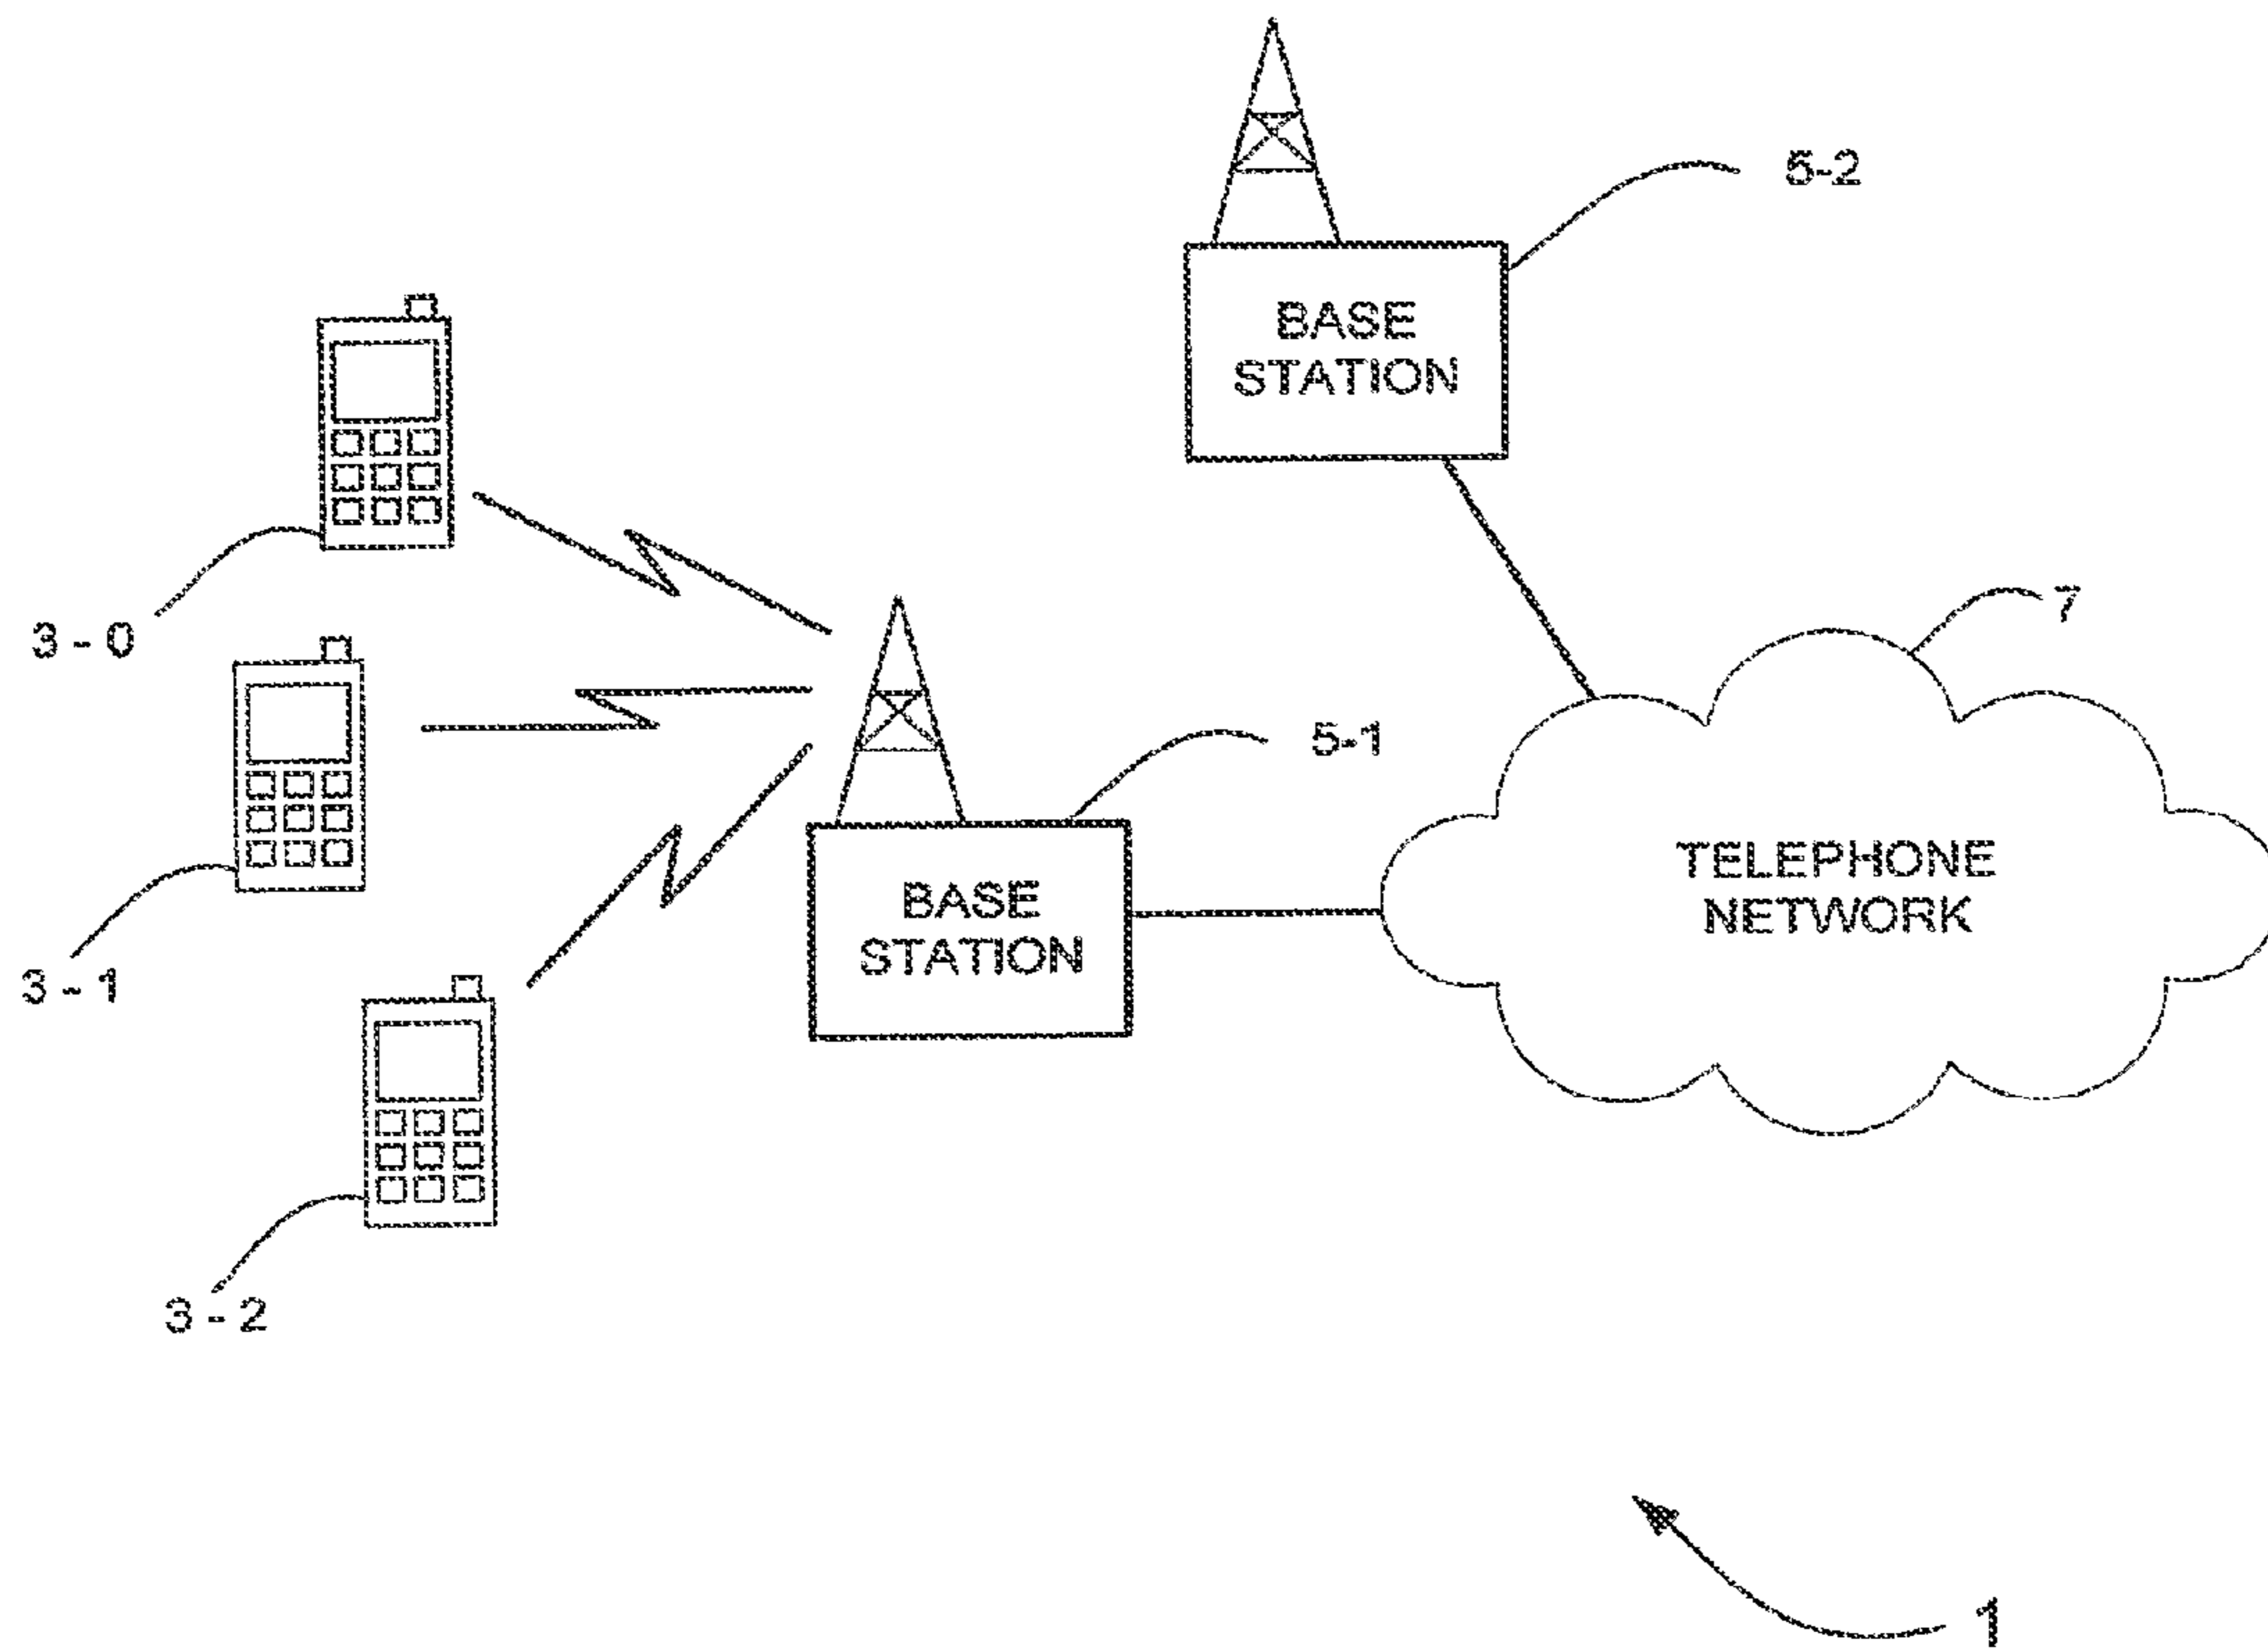 5-2
BASE
STATION
3 - 0
7
5-1
TELEPHONE
NETWORK
BASE
STATION
3 - 1
3 - 2
1